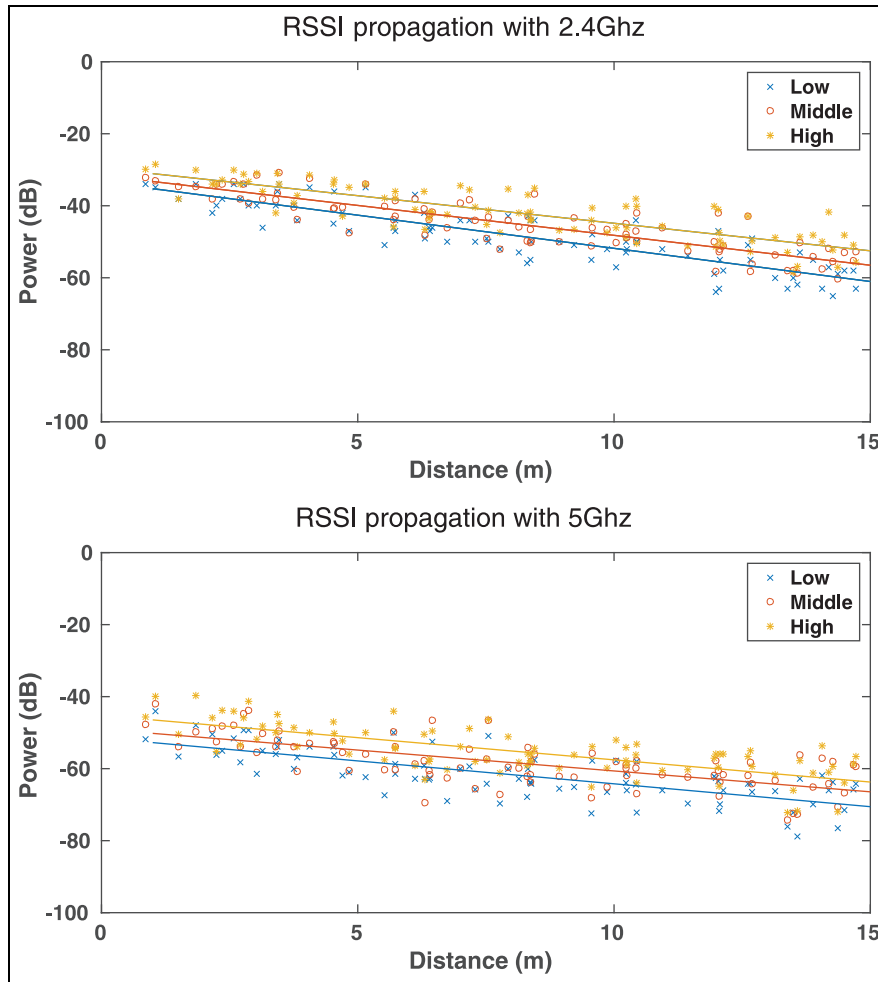 RSSI propagation with 2.4Ghz
0
-20
-40
-60
-80
-100
Power (dB)
Low
Middle
High
0
5
10
15
Distance (m)
RSSI propagation with 5Ghz
0
-20
-40
-60
-80
-100
Power (dB)
Low
Middle
High
0
5
10
15
Distance (m)